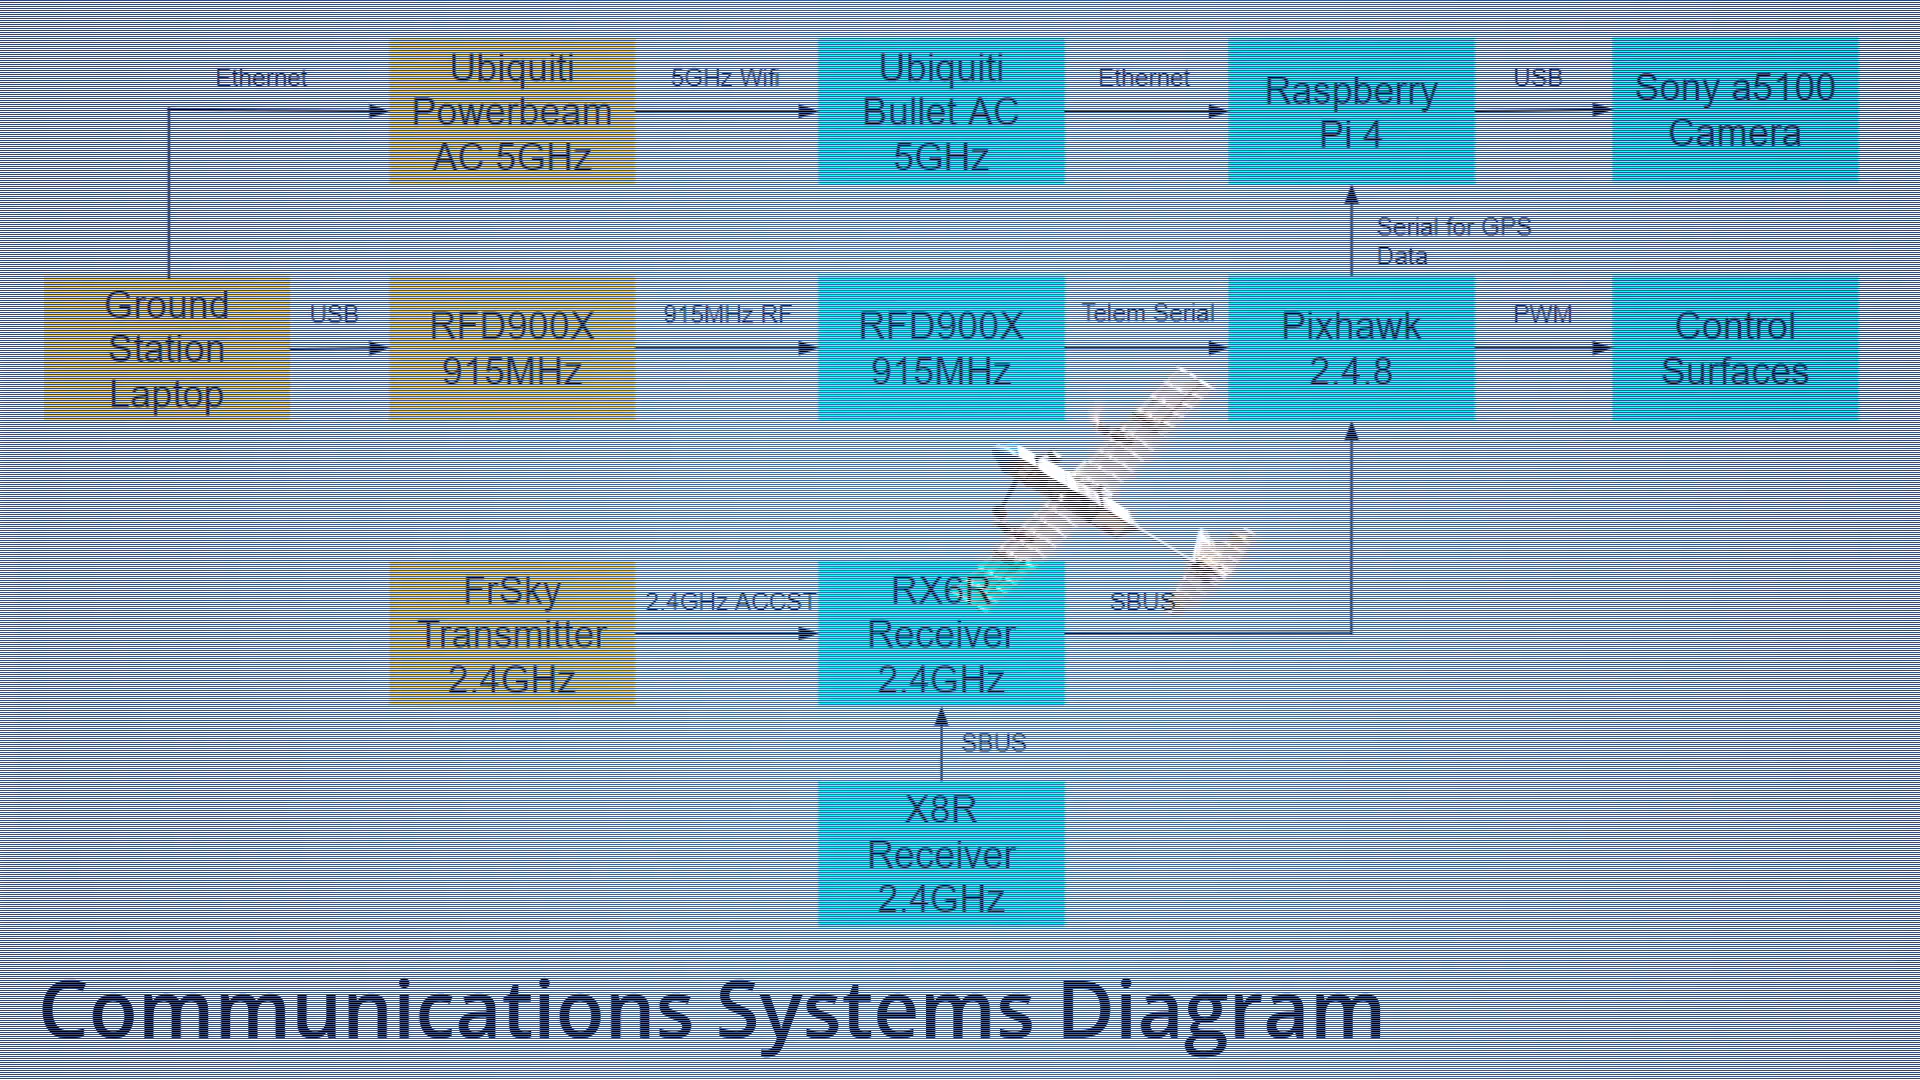 Ethernet
Ubiquiti
Powerbeam
AC 5GHz
5GHz Wifi
Ubiquiti
Bullet AC
5GHz
Ethernet
Raspberry
Pi 4
USB
Sony a5100
Camera
Serial for GPS
Data
Ground
Station
Laptop
USB
RFD900X
915MHz
915MHz RF
RFD900X
915MHz
Telem Serial
Pixhawk
2.4.8
PWM
Control
Surfaces
FrSky
Transmitter
2.4GHz
2.4GHz ACCST
RX6R
Receiver
2.4GHz
SBUS
SBUS
X8R
Receiver
2.4GHz
Communications Systems Diagram